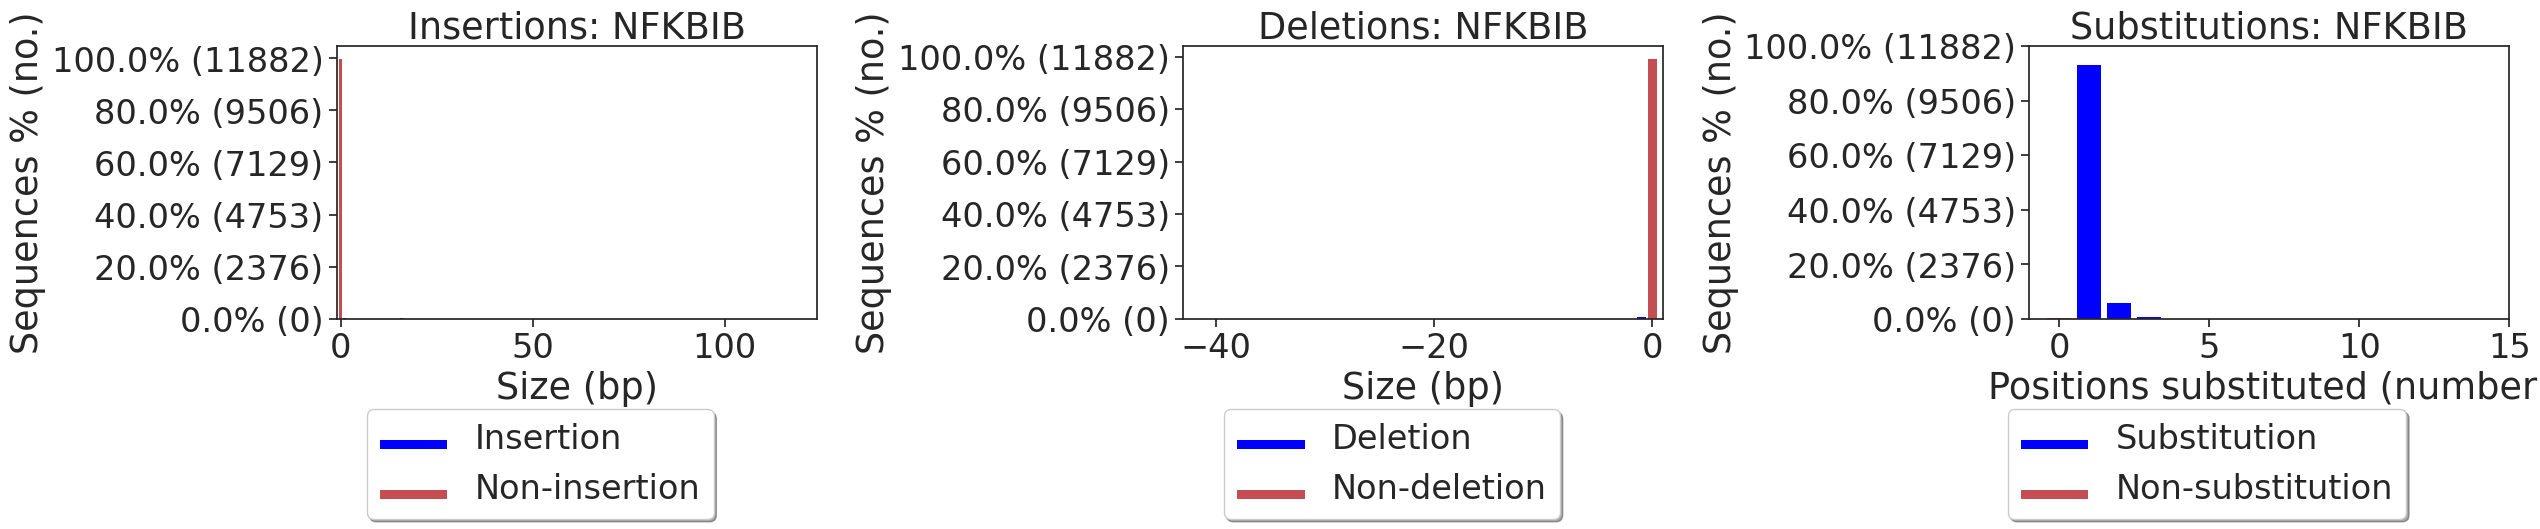 Insertions: NFKBIB
Sequences % (no.)
100.0% (11882)
80.0% (9506)
60.0% (7129)
40.0% (4753)
20.0% (2376)
0.0% (0)
0
50
100
Size (bp)
Insertion
Non-insertion
Deletions: NFKBIB
Sequences % (no.)
100.0% (11882)
80.0% (9506)
60.0% (7129)
40.0% (4753)
20.0% (2376)
0.0% (0)
−40
−20
0
Size (bp)
Deletion
Non-deletion
Substitutions: NFKBIB
Sequences % (no.)
100.0% (11882)
80.0% (9506)
60.0% (7129)
40.0% (4753)
20.0% (2376)
0.0% (0)
0
5
10
15
Positions substituted (number
Substitution
Non-substitution